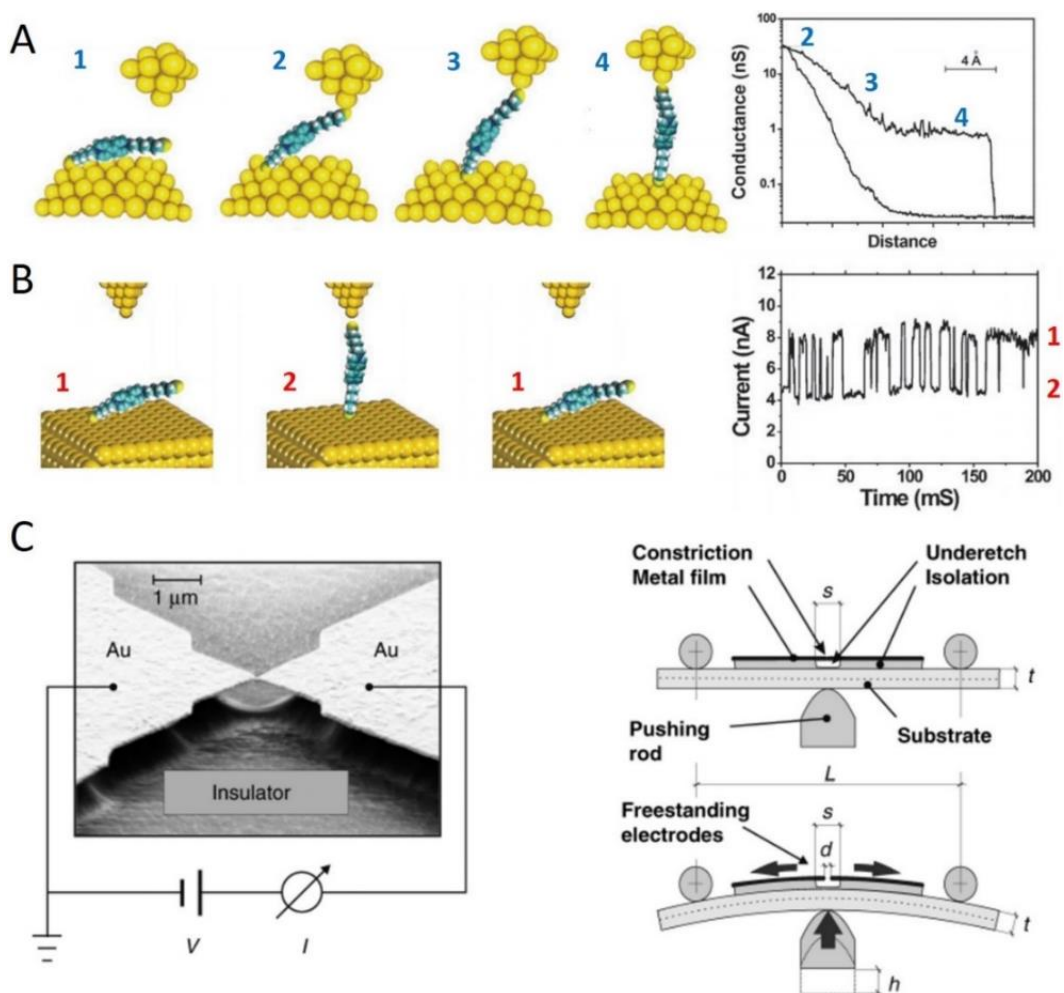 A
1
2
3
4
100
10
1
0.1
Conductance (nS)
Distance
2
3
4
4 Å
B
1
2
1
12
10
8
6
4
2
0
Current (nA)
0
50
100
150
200
Time (mS)
1
2
C
1 μm
Au
Au
Insulator
V
I
Constriction
Metal film
Underetch
Isolation
s
t
Pushing
rod
Substrate
L
Freestanding
electrodes
s
d
t
h